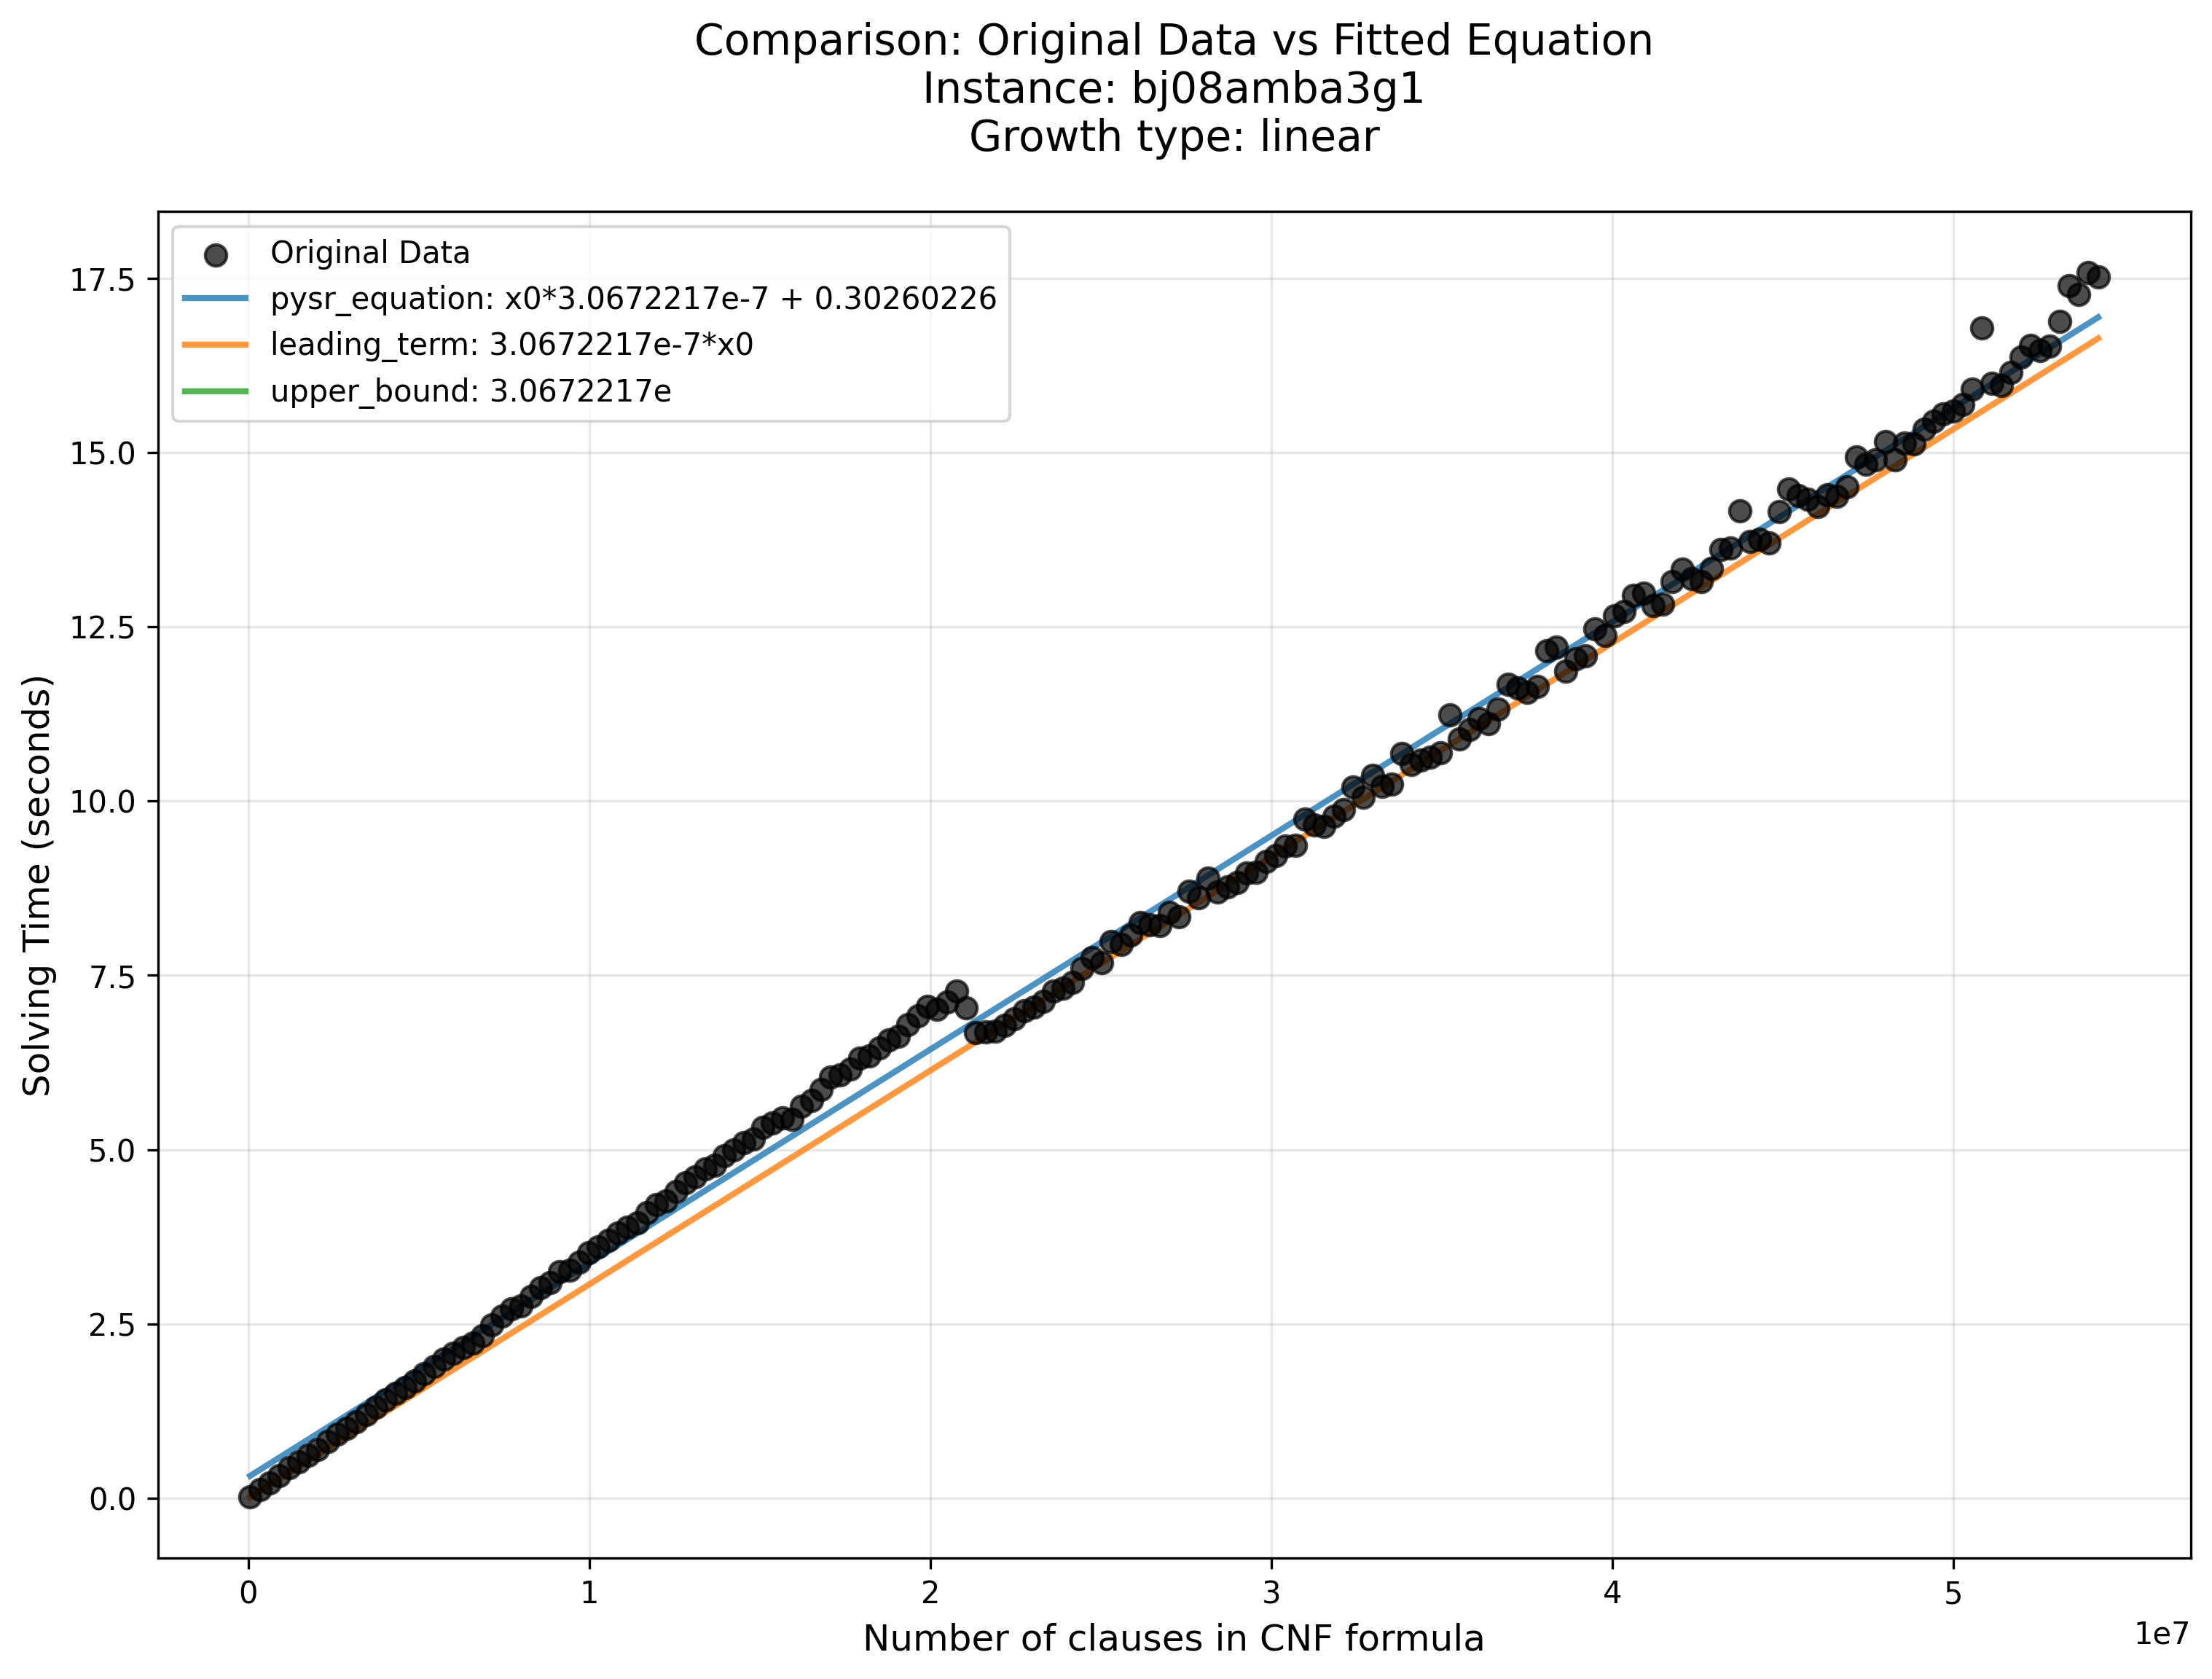 Comparison: Original Data vs Fitted Equation
Instance: bj08amba3g1
Growth type: linear
Original Data
pysr_equation: x0*3.0672217e-7 + 0.30260226
leading_term: 3.0672217e-7*x0
upper_bound: 3.0672217e
17.5
15.0
12.5
10.0
7.5
5.0
2.5
0.0
Solving Time (seconds)
0 1 2 3 4 5
1e7
Number of clauses in CNF formula